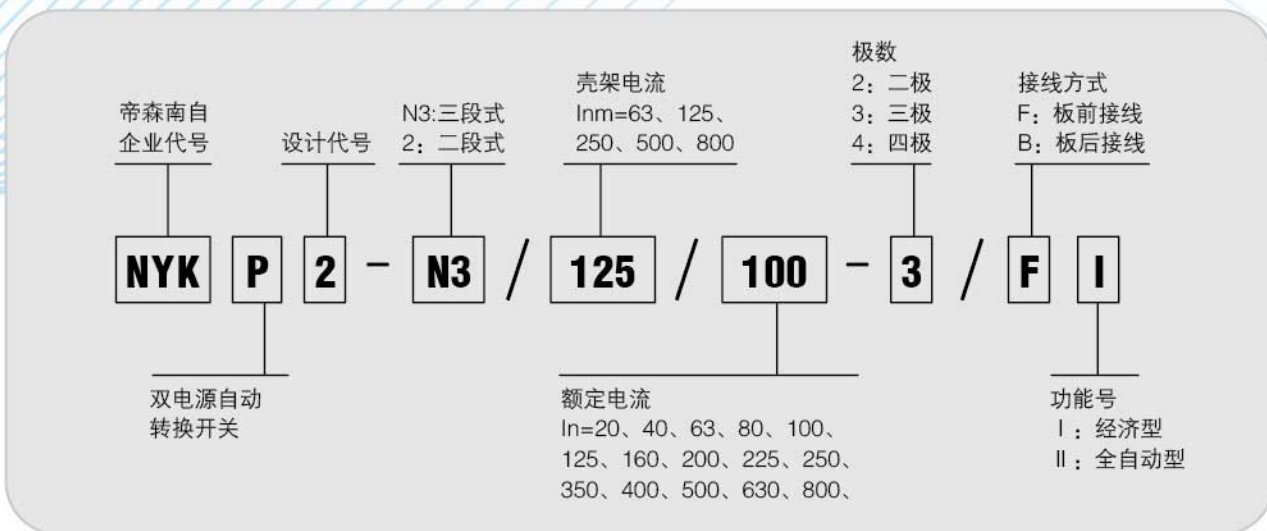 帝森南自
企业代号
设计代号
N3:三段式
2：二段式
壳架电流
Inm=63、125、
250、500、800
极数
2：二极
3：三极
4：四极
接线方式
F：板前接线
B：板后接线
NYK P 2 - N3 / 125 / 100 - 3 / F I
双电源自动
转换开关
额定电流
In=20、40、63、80、100、
125、160、200、225、250、
350、400、500、630、800、
功能号
I：经济型
II：全自动型